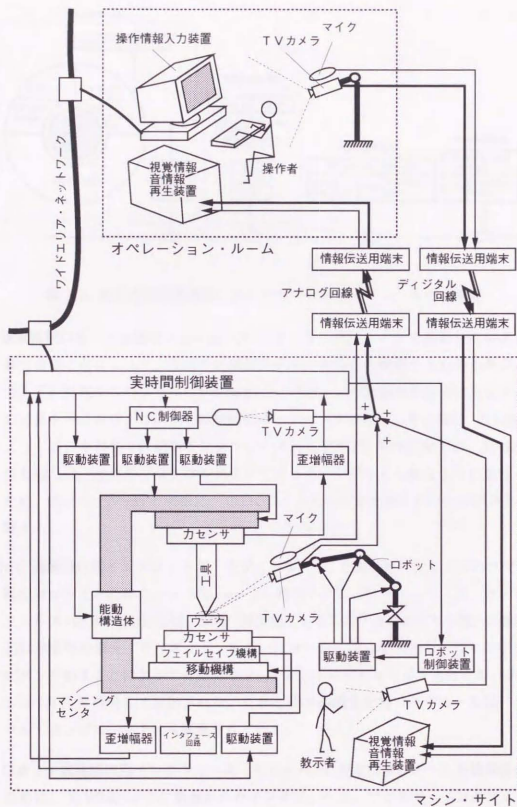 操作情報入力装置
マイク
TVカメラ
操作者
視覚情報
音情報
再生装置
オペレーション・ルーム
ワイドエリア・ネットワーク
情報伝送用端末
情報伝送用端末
アナログ回線
ディジタル
回線
情報伝送用端末
情報伝送用端末
実時間制御装置
NC制御器
TVカメラ
+
+
駆動装置
駆動装置
駆動装置
歪増幅器
力センサ
マイク
ロボット
工具
TVカメラ
能動
構造体
ワーク
力センサ
フェイルセイフ機構
移動機構
駆動装置
ロボット
制御装置
マシニング
センタ
TVカメラ
歪増幅器
インタフェース
回路
駆動装置
教示者
視覚情報
音情報
再生装置
マシン・サイト